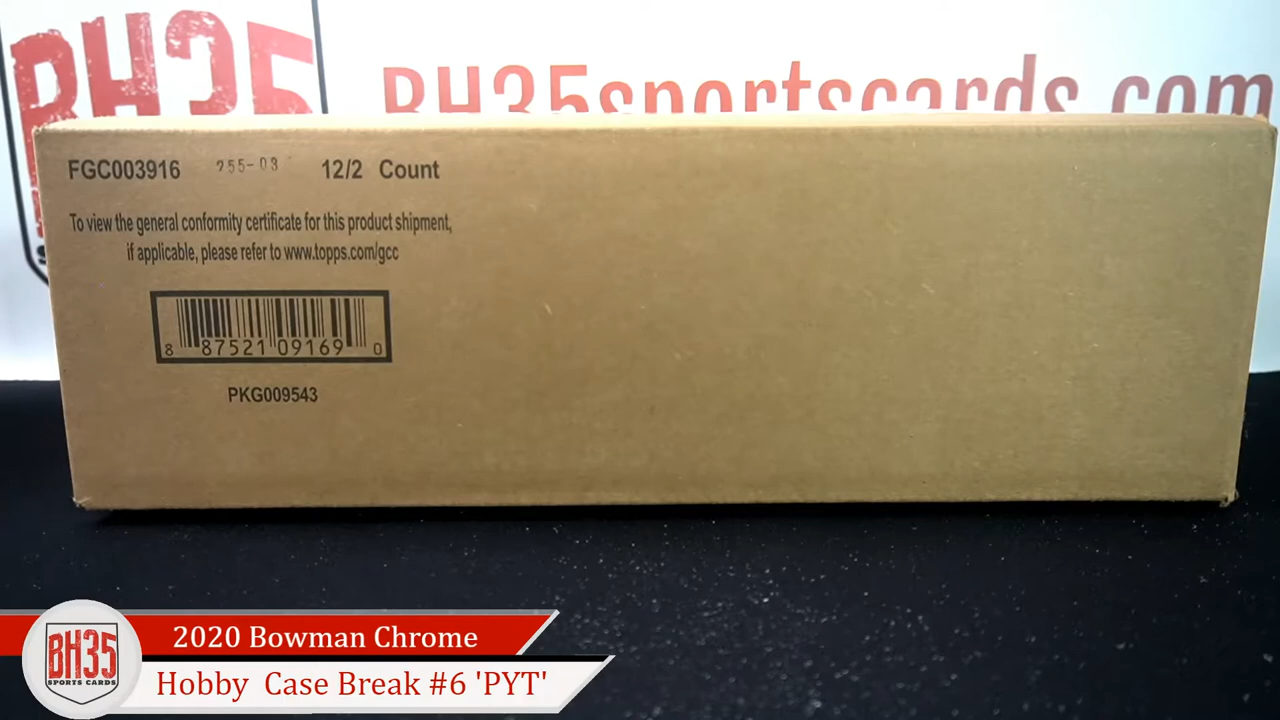 BH35
BH35sportscards.com
FGC003916 255-03 12/2 Count
To view the general conformity certificate for this product shipment,
if applicable, please refer to www.topps.com/gcc
8 87521 09169 0
PKG009543
BH35
SPORTS CARDS
2020 Bowman Chrome
Hobby Case Break #6 'PYT'